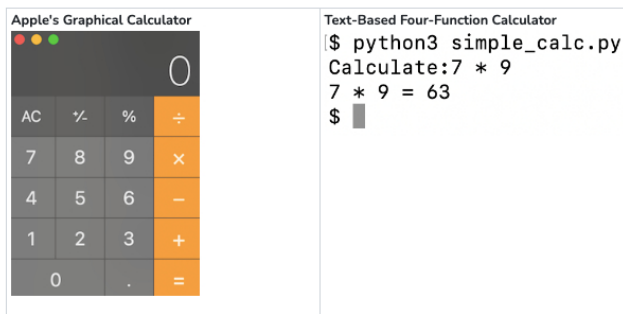 Apple's Graphical Calculator
0
AC +/- % ÷
7 8 9 ×
4 5 6 −
1 2 3 +
0 . =
Text-Based Four-Function Calculator
[$ python3 simple_calc.py
Calculate:7 * 9
7 * 9 = 63
$